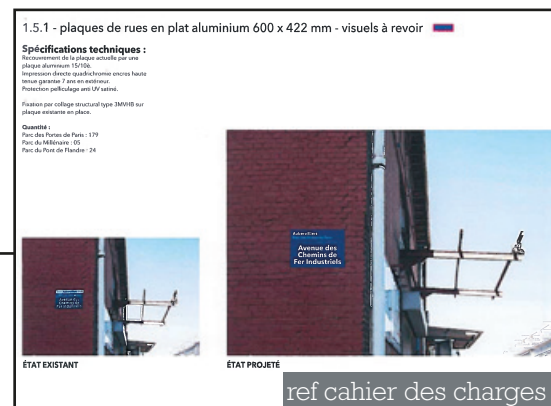 1.5.1 - plaques de rues en plat aluminium 600 x 422 mm - visuels à revoir
Spécifications techniques :
Recouvrement de la plaque actuelle par une
plaque aluminium 15/10è.
Impression directe quadrichromie encres haute
tenue garantie 7 ans en extérieur.
Protection pelliculage anti UV satiné.
Fixation par collage structural type 3MVHB sur
plaque existante en place.
Quantité :
Parc des Portes de Paris : 179
Parc du Millénaire : 05
Parc du Pont de Flandre : 24
Aubervilliers
Avenue des
Chemins de
Fer Industriels
ÉTAT EXISTANT
ÉTAT PROJETÉ
ref cahier des charges